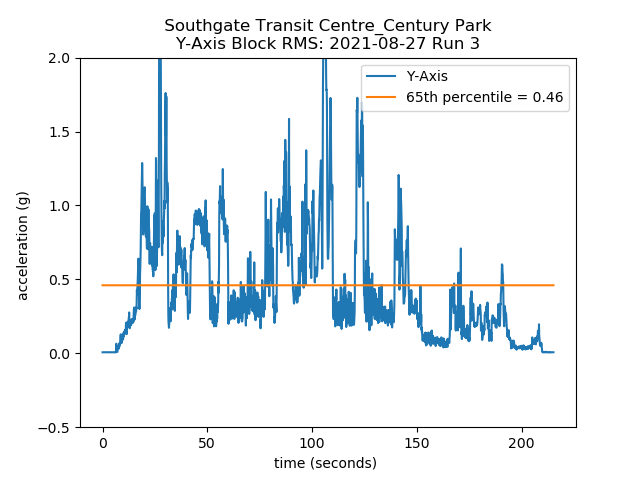 Southgate Transit Centre_Century Park
Y-Axis Block RMS: 2021-08-27 Run 3
Y-Axis
65th percentile = 0.46
2.0
1.5
1.0
0.5
0.0
−0.5
acceleration (g)
0 50 100 150 200
time (seconds)